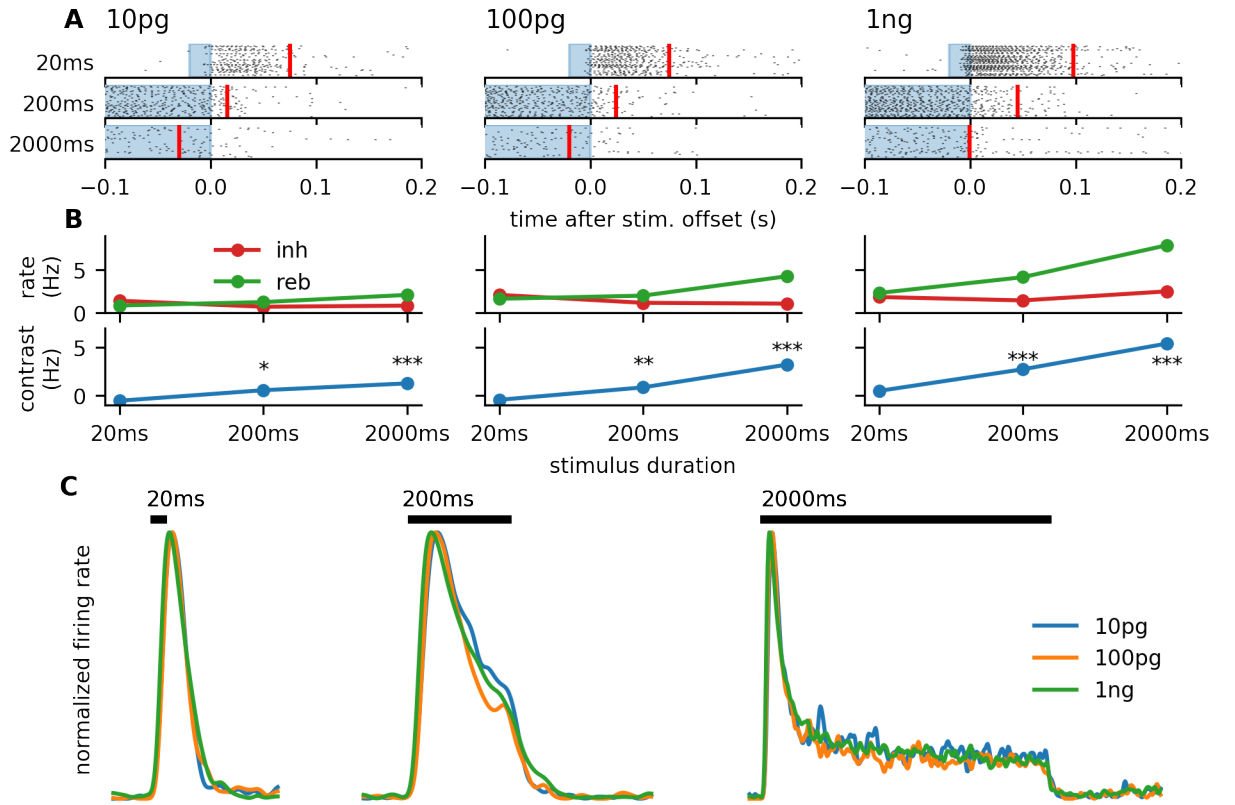 A 10pg 100pg 1ng
20ms
200ms
2000ms
−0.1 0.0 0.1 0.2 −0.1 0.0 0.1 0.2 −0.1 0.0 0.1 0.2
time after stim. offset (s)
B
rate
(Hz)
5
0
inh
reb
contrast
(Hz)
5
0
* *** ** *** *** ***
20ms 200ms 2000ms 20ms 200ms 2000ms 20ms 200ms 2000ms
stimulus duration
C
20ms 200ms 2000ms
normalized firing rate
10pg
100pg
1ng